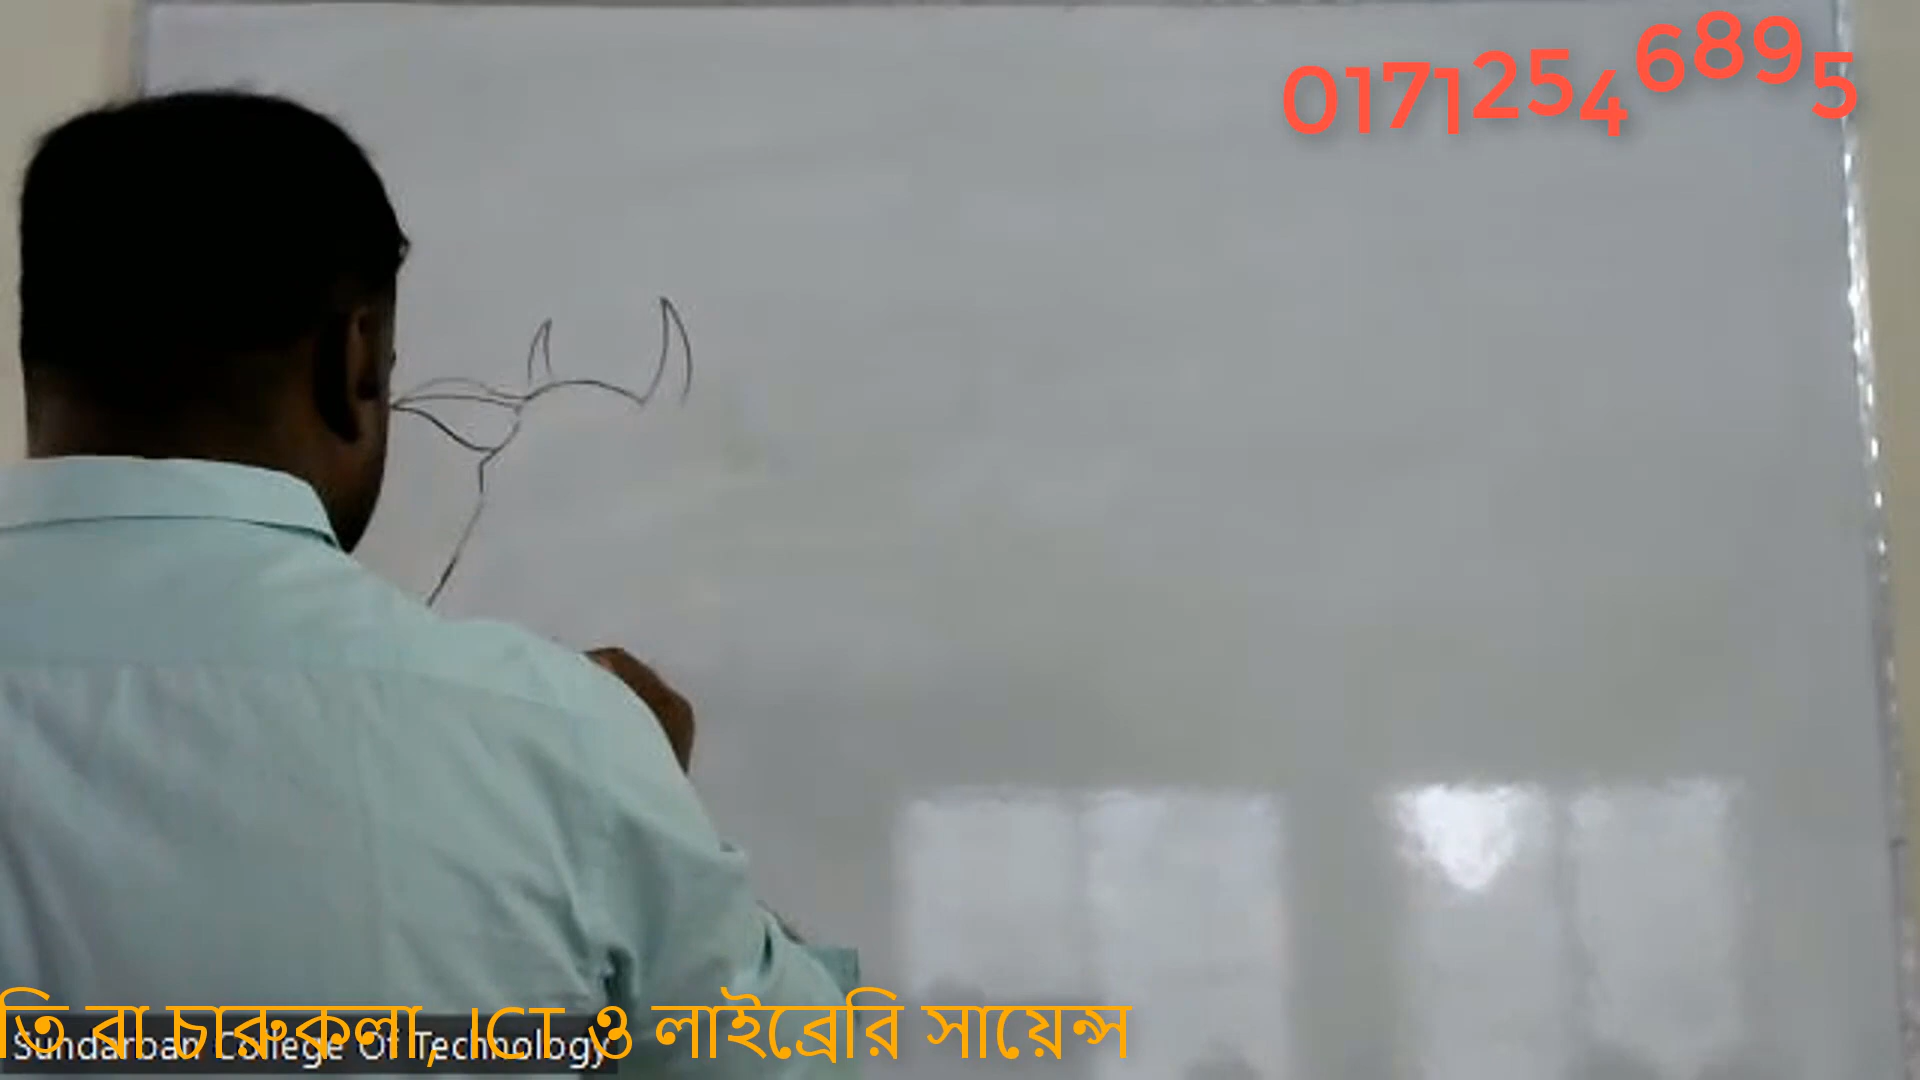 01712546895
তি বা চারুকলা, ICT ও লাইব্রেরি সায়েন্স
Sundarban College Of Technology